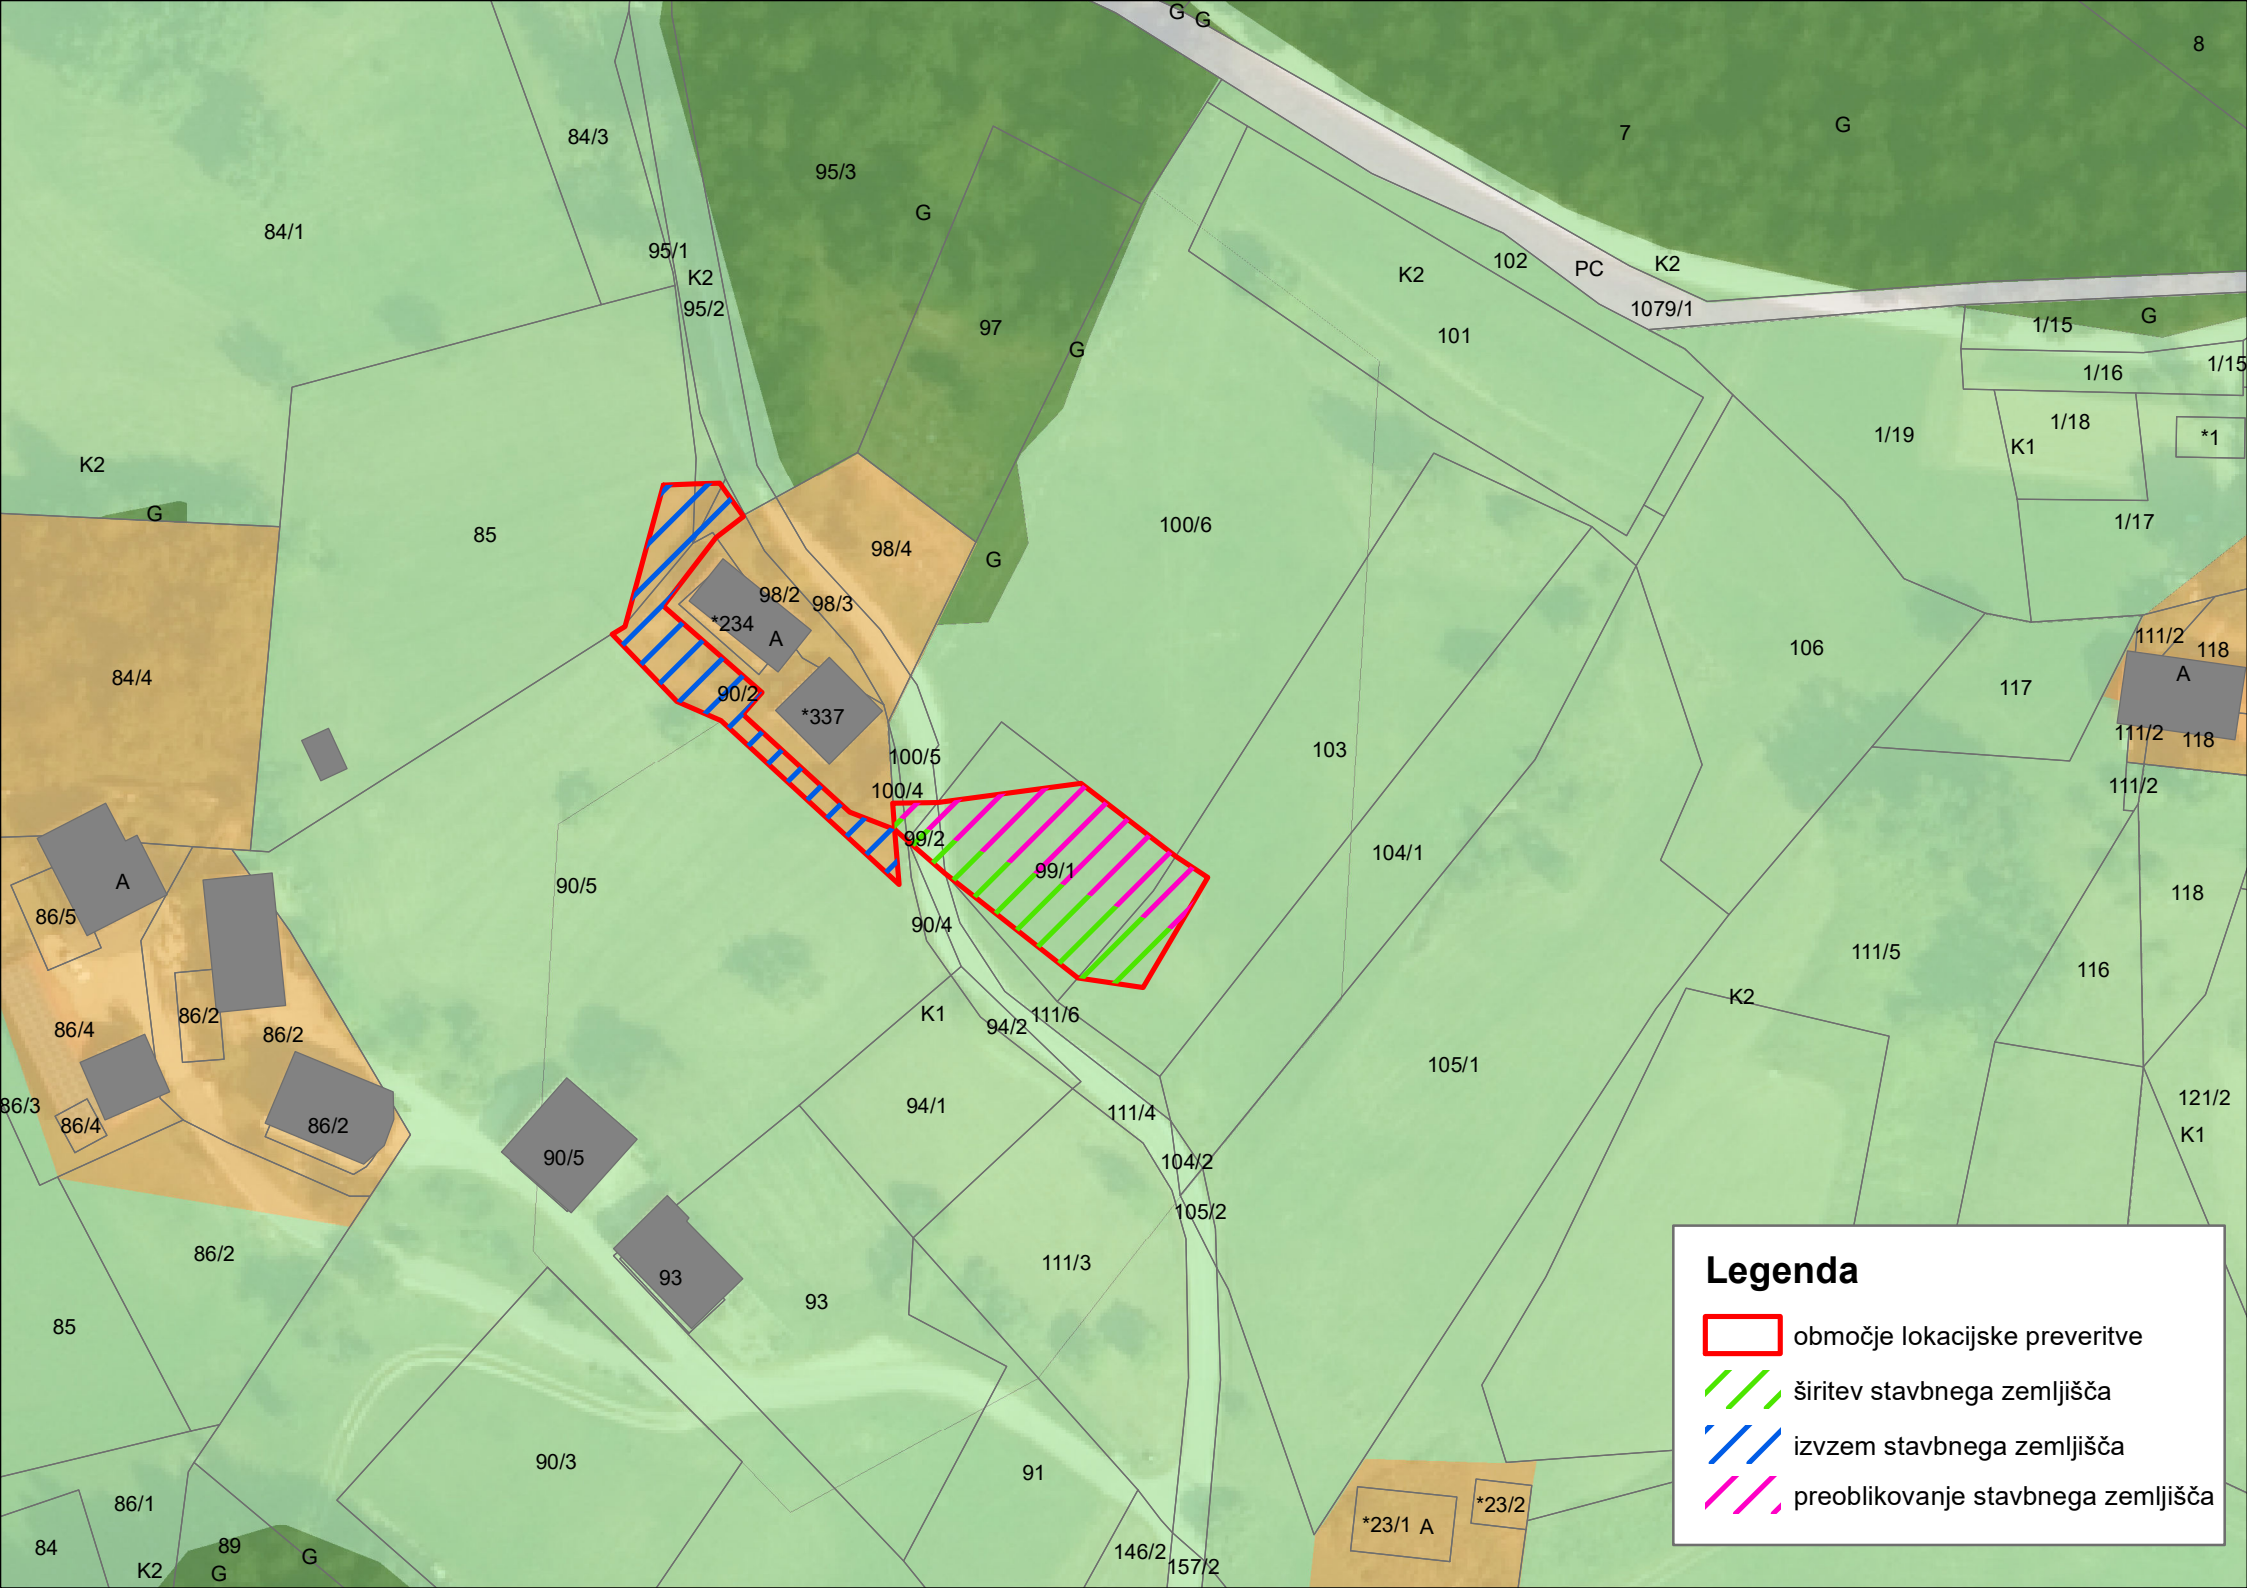 G G
8
7
G
84/3
95/3
G
84/1
95/1
K2
95/2
102
PC
K2
K2
1079/1
101
97
G
1/15
G
1/15
1/16
1/18
1/19
K1
*1
K2
G
85
100/6
1/17
98/4
G
98/2
98/3
*234
A
84/4
90/2
*337
106
117
111/2
118
A
111/2
118
111/2
103
100/5
100/4
99/2
99/1
104/1
A
86/5
90/5
90/4
118
111/5
116
K2
86/4
86/2
86/2
K1
94/2
111/6
105/1
86/3
86/4
86/2
94/1
111/4
121/2
K1
90/5
104/2
105/2
86/2
93
93
111/3
85
90/3
91
86/1
84
89
K2
G
G
146/2
157/2
*23/1 A
*23/2
Legenda
območje lokacijske preveritve
širitev stavbnega zemljišča
izvzem stavbnega zemljišča
preoblikovanje stavbnega zemljišča